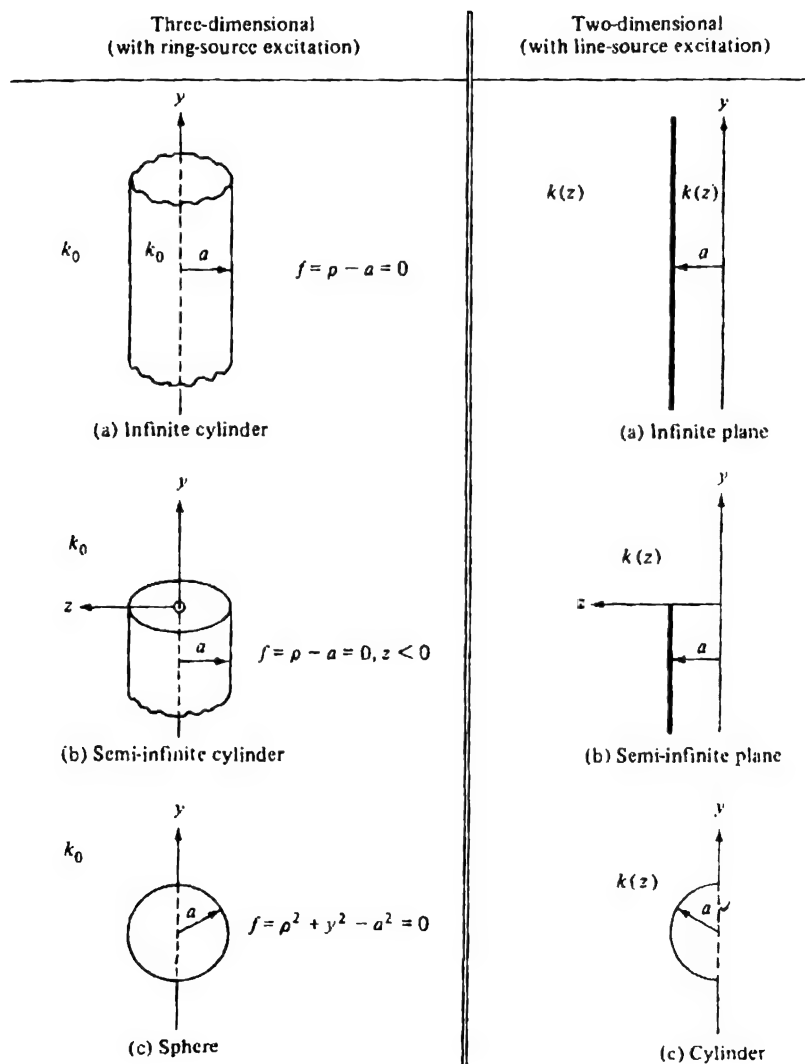 Three-dimensional
(with ring-source excitation)
Two-dimensional
(with line-source excitation)
y
k₀
k₀
a
f = ρ − a = 0
(a) Infinite cylinder
y
k(z)
k(z)
a
(a) Infinite plane
y
k₀
z
a
f = ρ − a = 0, z < 0
(b) Semi-infinite cylinder
y
k(z)
z
a
(b) Semi-infinite plane
y
k₀
a
f = ρ² + y² − a² = 0
(c) Sphere
y
k(z)
a
(c) Cylinder